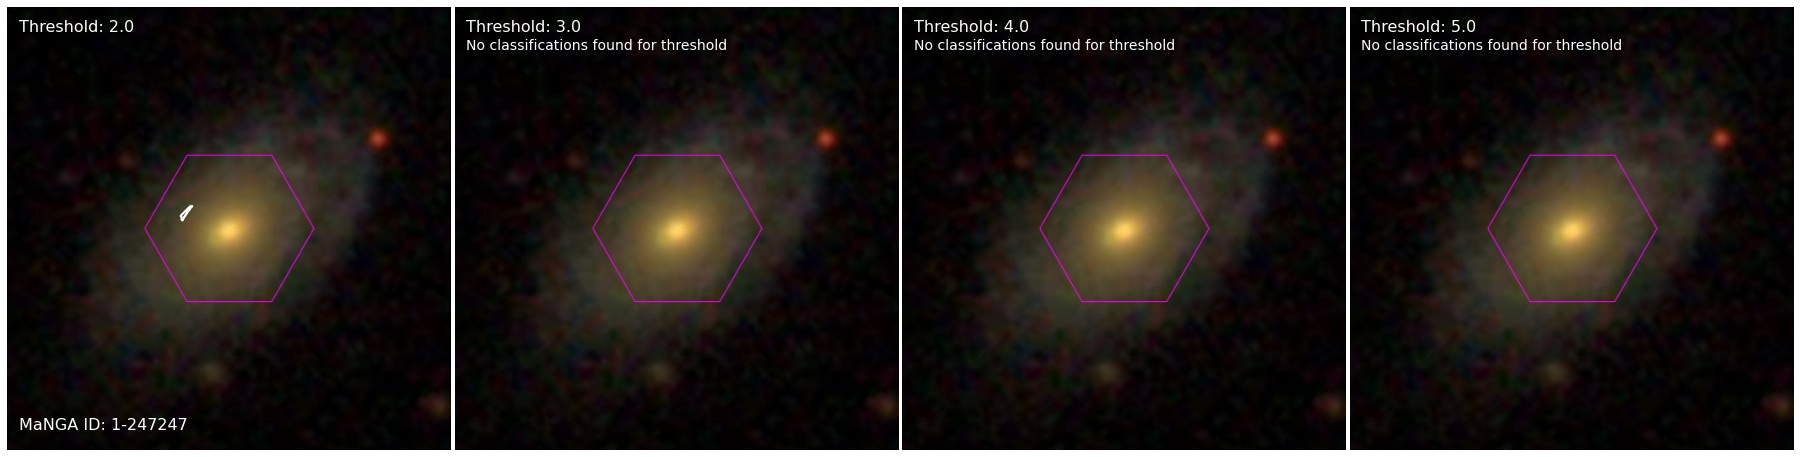 Threshold: 2.0
Threshold: 3.0
No classifications found for threshold
Threshold: 4.0
No classifications found for threshold
Threshold: 5.0
No classifications found for threshold
MaNGA ID: 1-247247